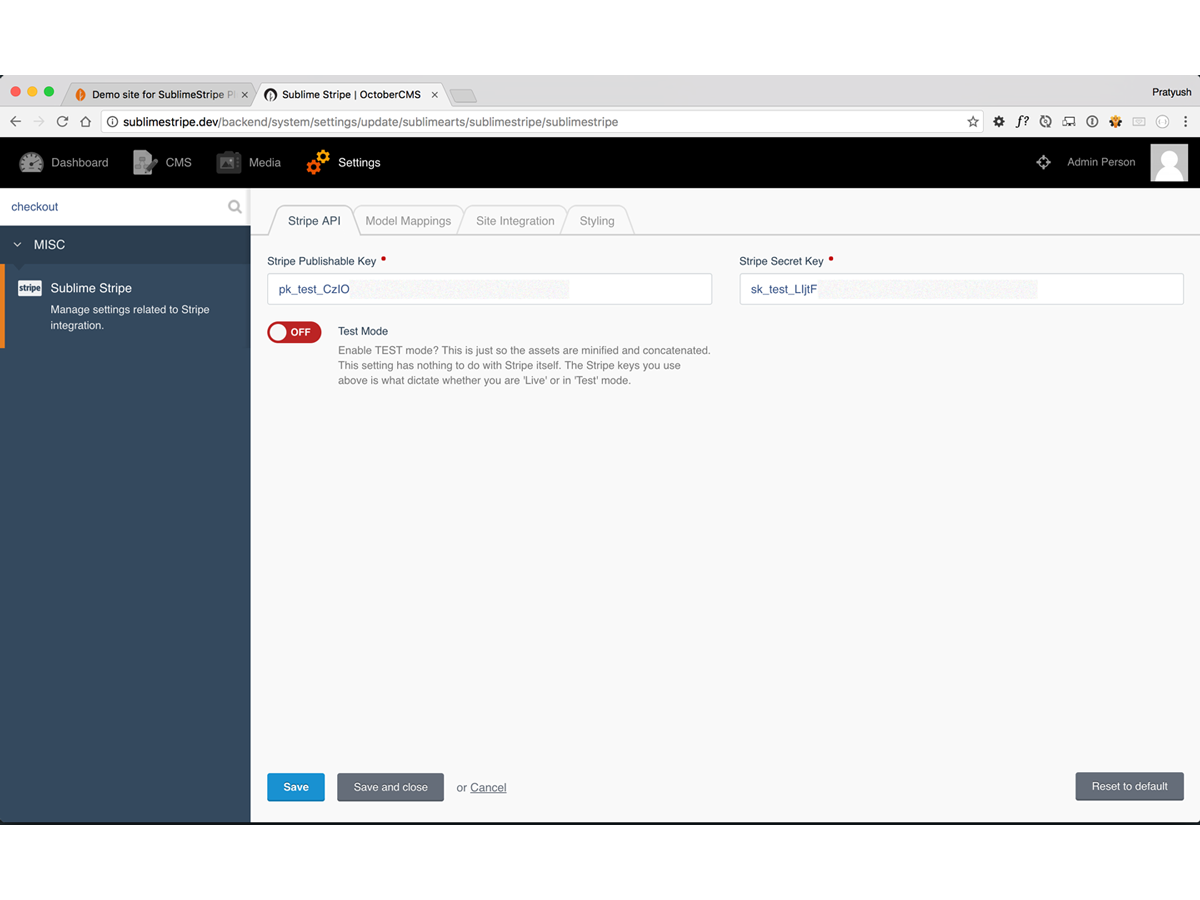 Demo site for SublimeStripe Pl
Sublime Stripe | OctoberCMS
Pratyush
sublimestripe.dev/backend/system/settings/update/sublimearts/sublimestripe/sublimestripe
f?
Dashboard
CMS
Media
Settings
Admin Person
checkout
MISC
stripe
Sublime Stripe
Manage settings related to Stripe
integration.
Stripe API
Model Mappings
Site Integration
Styling
Stripe Publishable Key
Stripe Secret Key
pk_test_CzIO
sk_test_LIjtF
OFF
Test Mode
Enable TEST mode? This is just so the assets are minified and concatenated.
This setting has nothing to do with Stripe itself. The Stripe keys you use
above is what dictate whether you are 'Live' or in 'Test' mode.
Save
Save and close
or Cancel
Reset to default